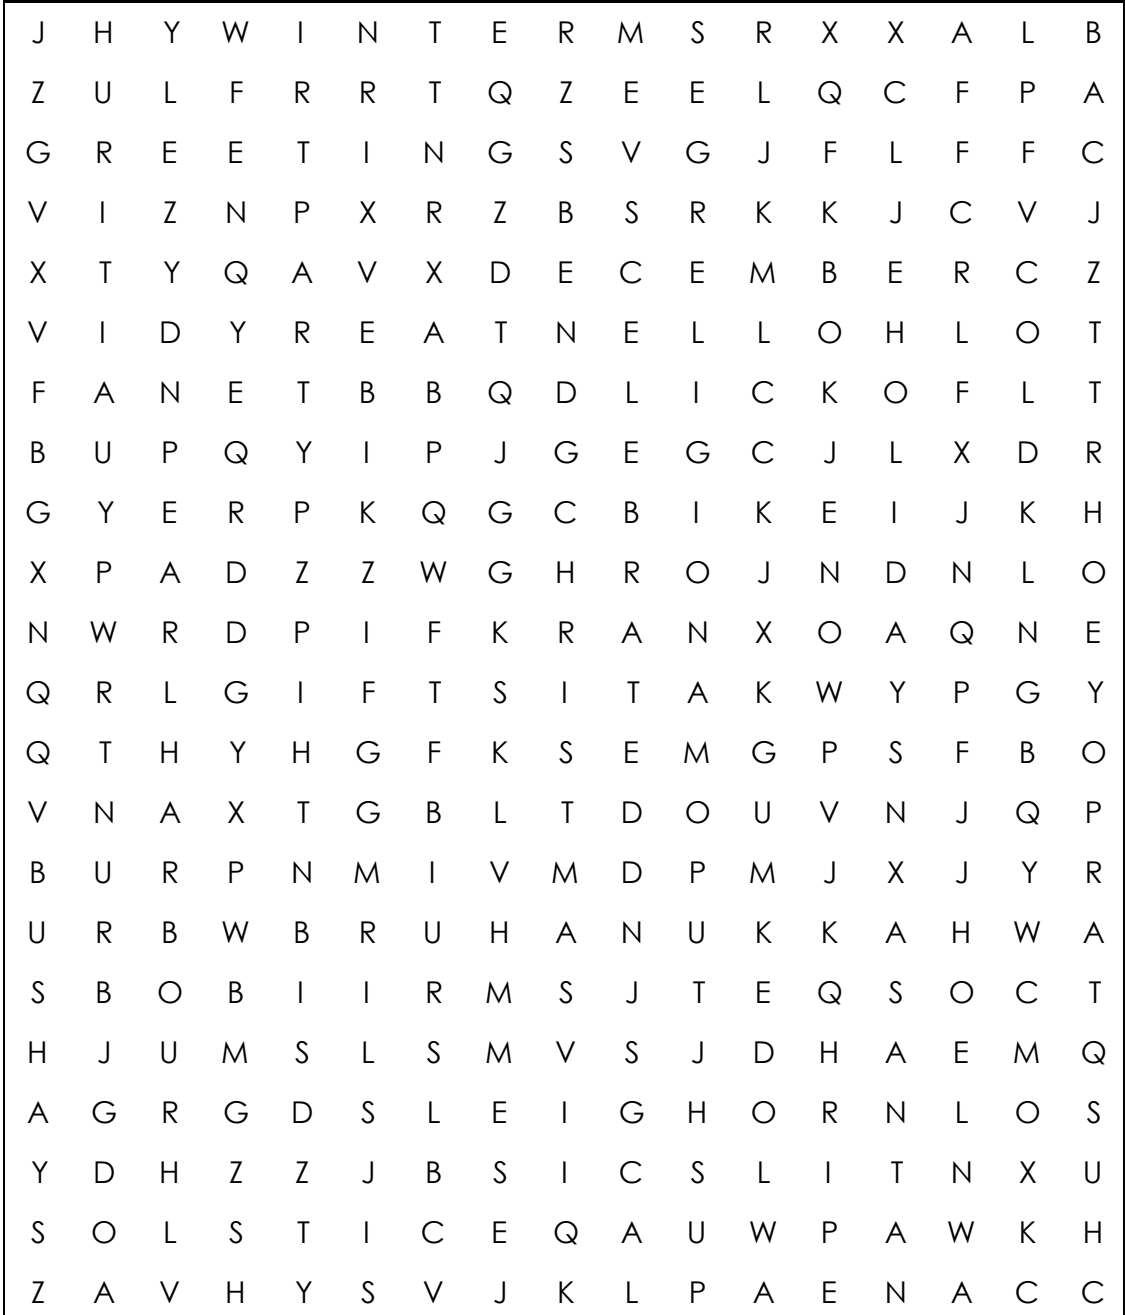 J H Y W I N T E R M S R X X A L B
Z U L F R R T Q Z E E L Q C F P A
G R E E T I N G S V G J F L F F C
V I Z N P X R Z B S R K K J C V J
X T Y Q A V X D E C E M B E R C Z
V I D Y R E A T N E L L O H L O T
F A N E T B B Q D L I C K O F L T
B U P Q Y I P J G E G C J L X D R
G Y E R P K Q G C B I K E I J K H
X P A D Z Z W G H R O J N D N L O
N W R D P I F K R A N X O A Q N E
Q R L G I F T S I T A K W Y P G Y
Q T H Y H G F K S E M G P S F B O
V N A X T G B L T D O U V N J Q P
B U R P N M I V M D P M J X J Y R
U R B W B R U H A N U K K A H W A
S B O B I I R M S J T E Q S O C T
H J U M S L S M V S J D H A E M Q
A G R G D S L E I G H O R N L O S
Y D H Z Z J B S I C S L I T N X U
S O L S T I C E Q A U W P A W K H
Z A V H Y S V J K L P A E N A C C